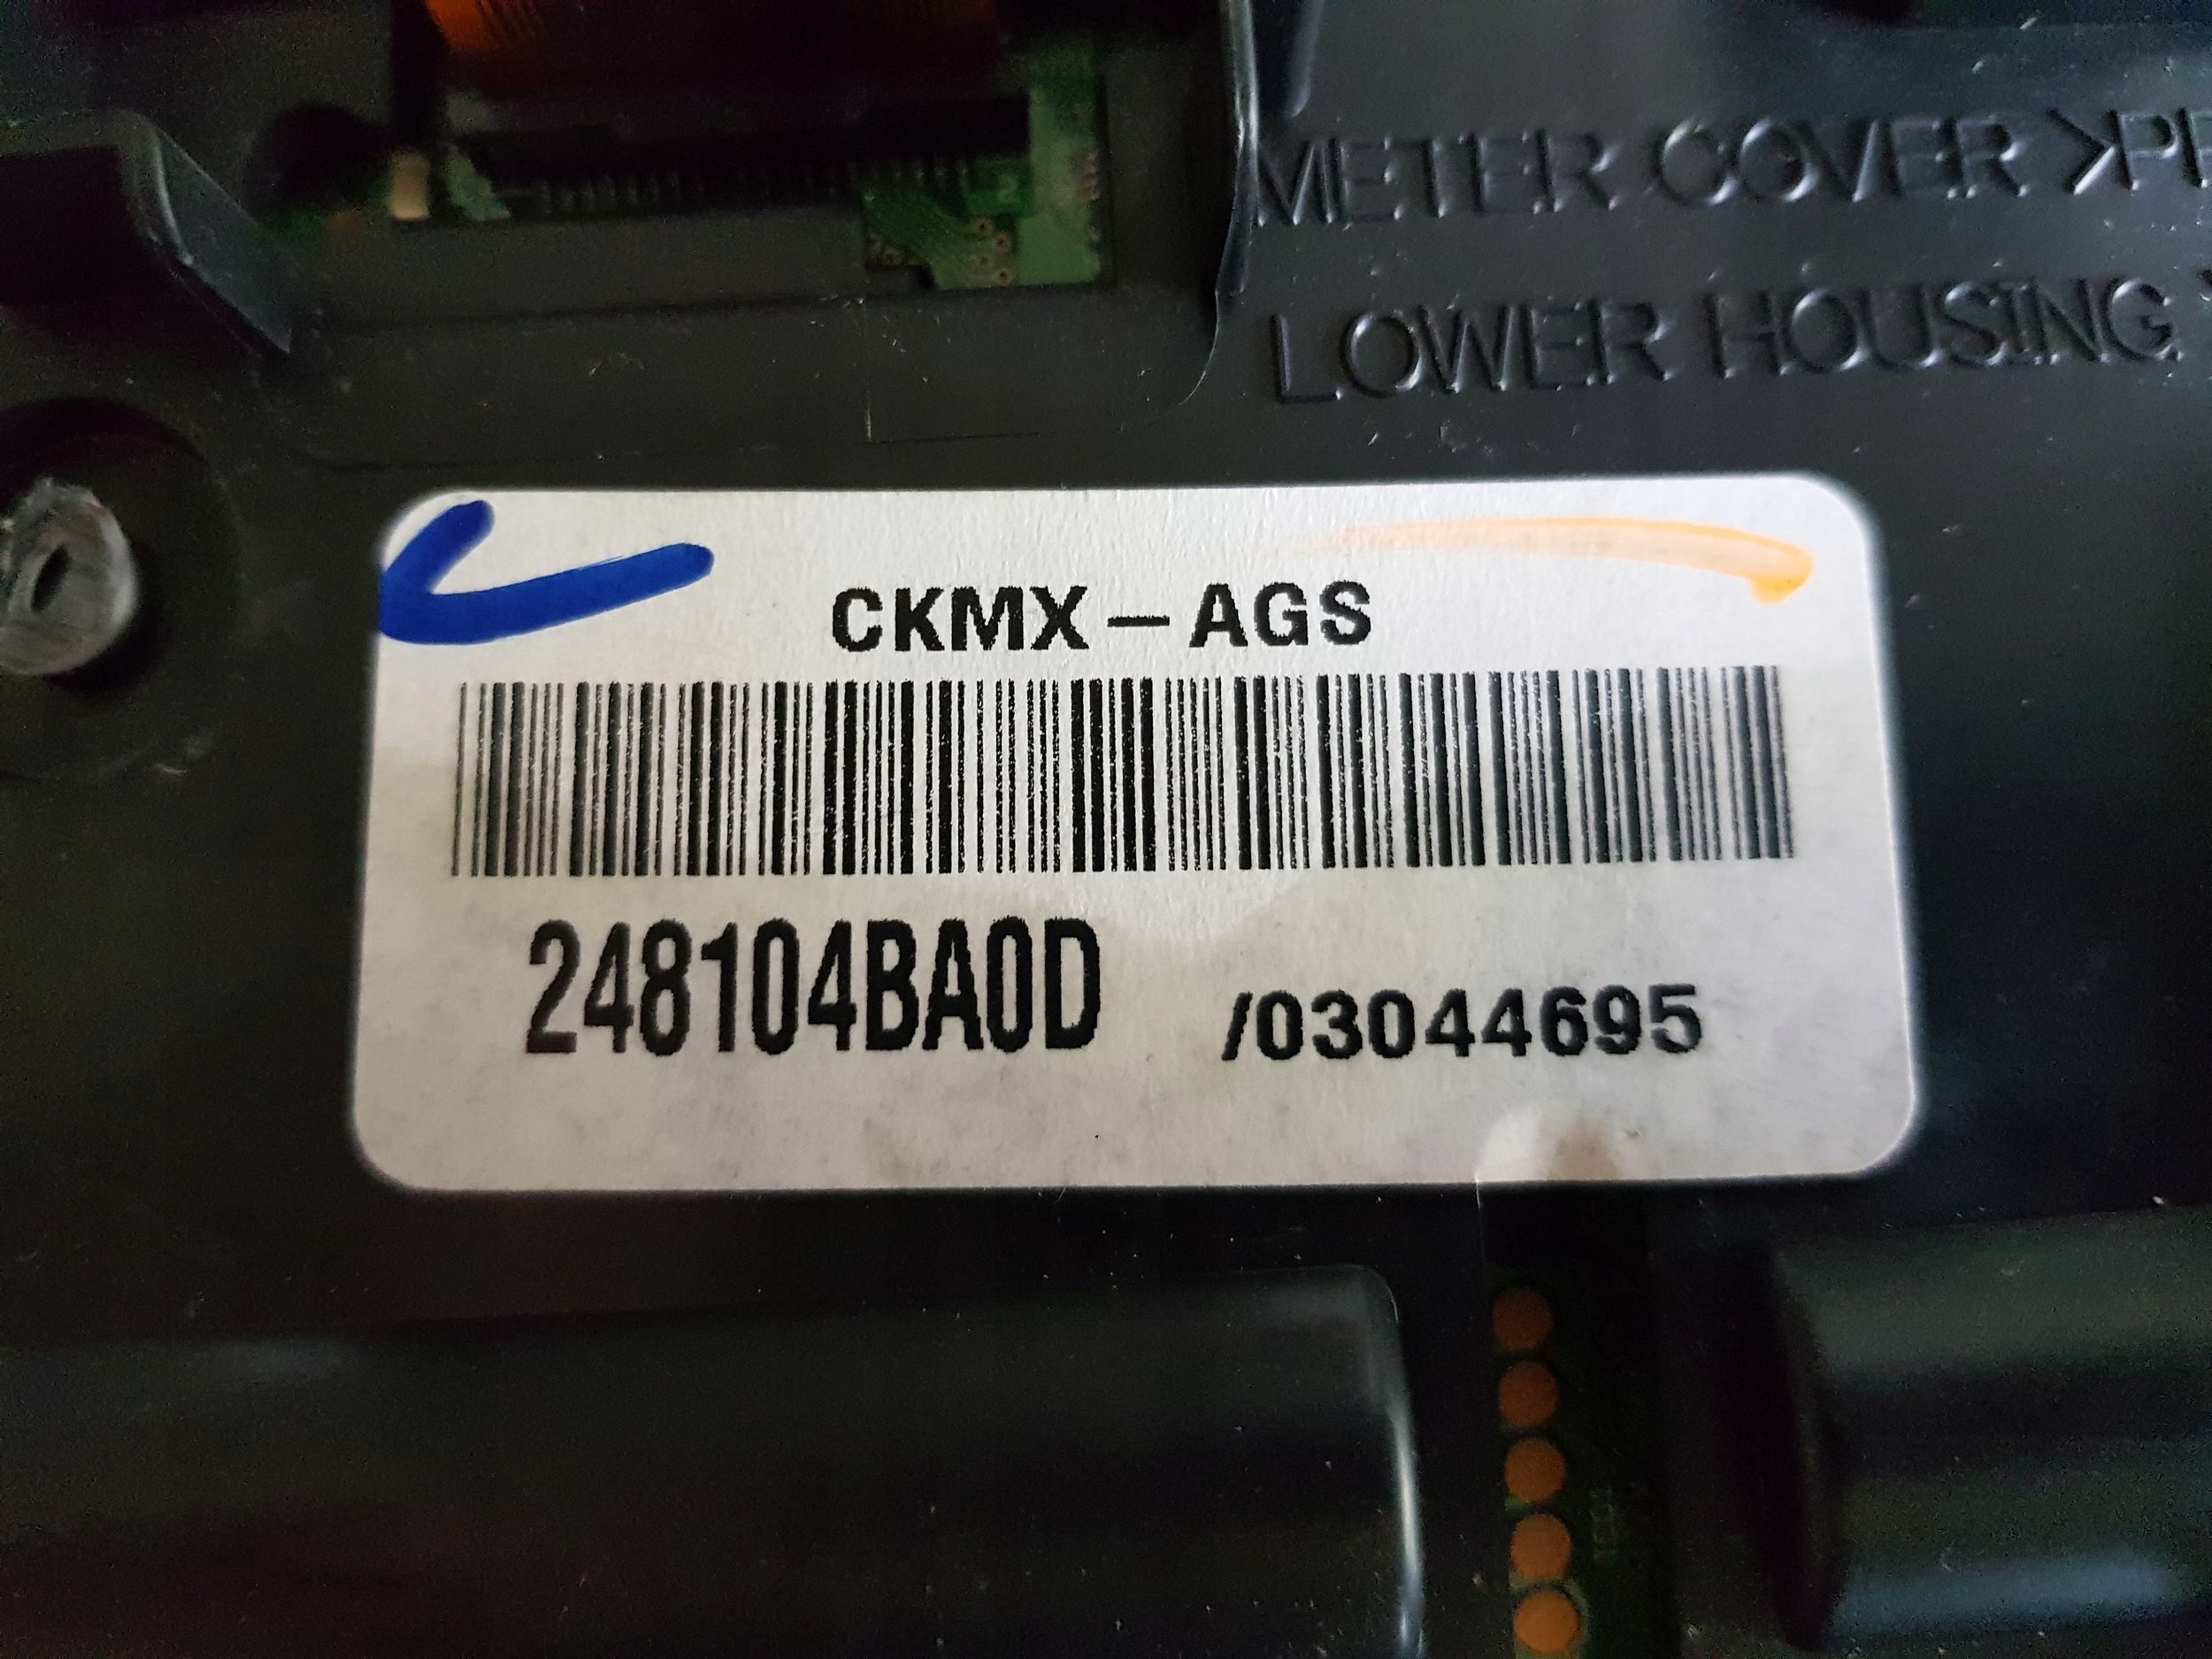 METER COVER
LOWER HOUSING
CKMX-AGS
248104BA0D /03044695